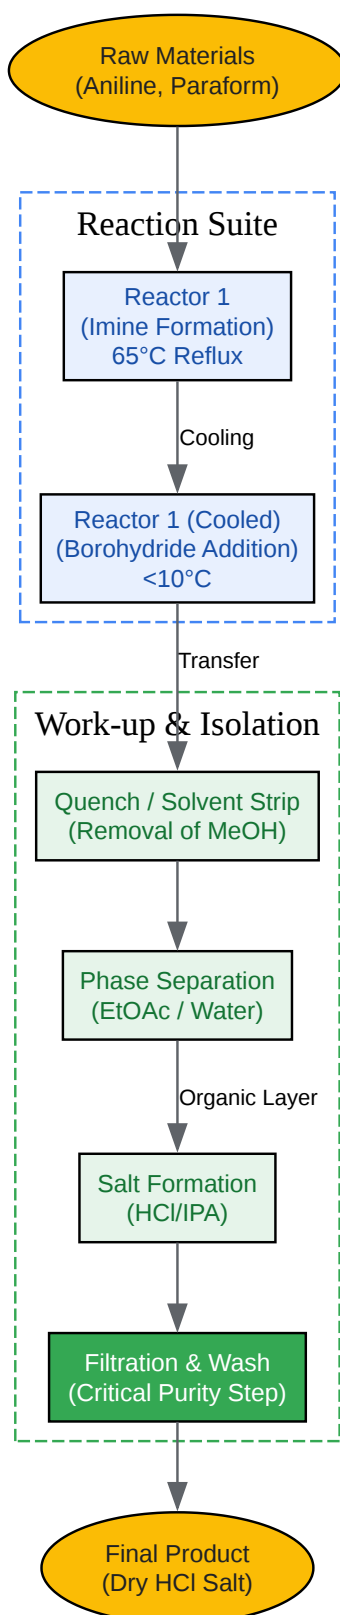 Raw Materials
(Aniline, Paraform)
Reaction Suite
Reactor 1
(Imine Formation)
65°C Reflux
Cooling
Reactor 1 (Cooled)
(Borohydride Addition)
<10°C
Transfer
Work-up & Isolation
Quench / Solvent Strip
(Removal of MeOH)
Phase Separation
(EtOAc / Water)
Organic Layer
Salt Formation
(HCl/IPA)
Filtration & Wash
(Critical Purity Step)
Final Product
(Dry HCl Salt)